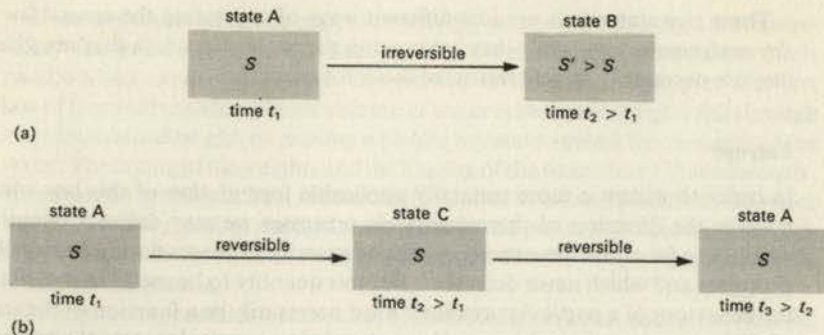 state A
state B
irreversible
S
S' > S
time t₁
time t₂ > t₁
(a)
state A
state C
state A
reversible
reversible
S
S
S
time t₁
time t₂ > t₁
time t₃ > t₂
(b)